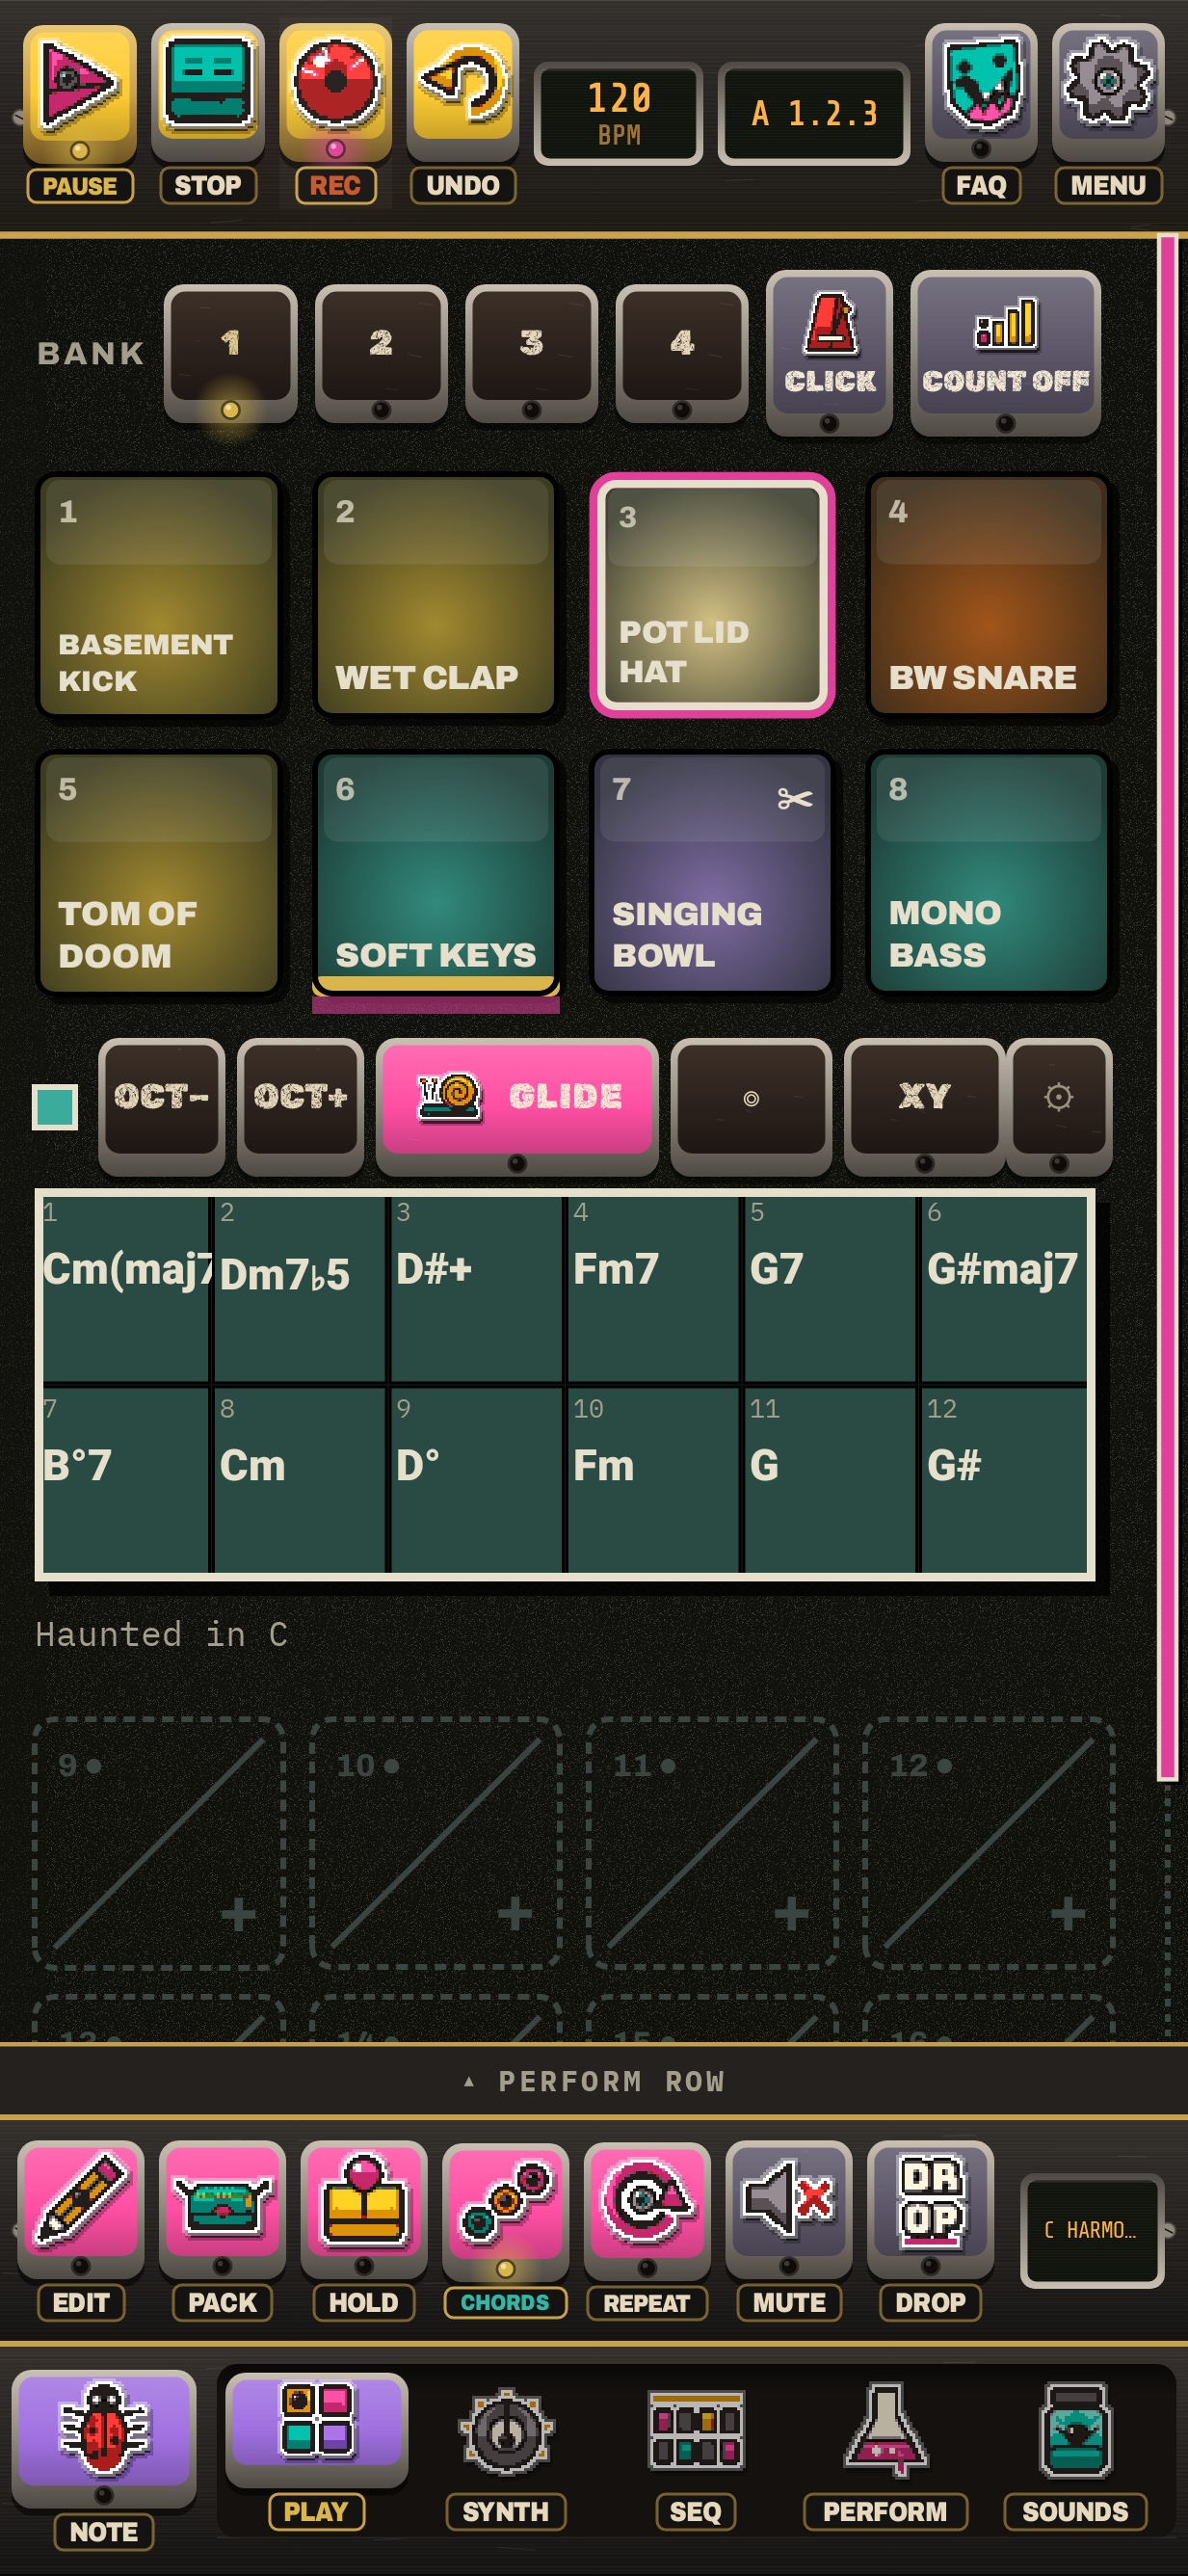 120
BPM
A 1.2.3
PAUSE
STOP
REC
UNDO
FAQ
MENU
BANK
1
2
3
4
CLICK
COUNT OFF
1
BASEMENT
KICK
2
WET CLAP
3
POT LID
HAT
4
BW SNARE
5
TOM OF
DOOM
6
SOFT KEYS
7
SINGING
BOWL
8
MONO
BASS
OCT-
OCT+
GLIDE
XY
1
Cm(maj7
2
Dm7♭5
3
D#+
4
Fm7
5
G7
6
G#maj7
7
B°7
8
Cm
9
D°
10
Fm
11
G
12
G#
Haunted in C
9
10
11
12
13
14
15
16
▲ PERFORM ROW
DR
OP
C HARMO…
EDIT
PACK
HOLD
CHORDS
REPEAT
MUTE
DROP
NOTE
PLAY
SYNTH
SEQ
PERFORM
SOUNDS